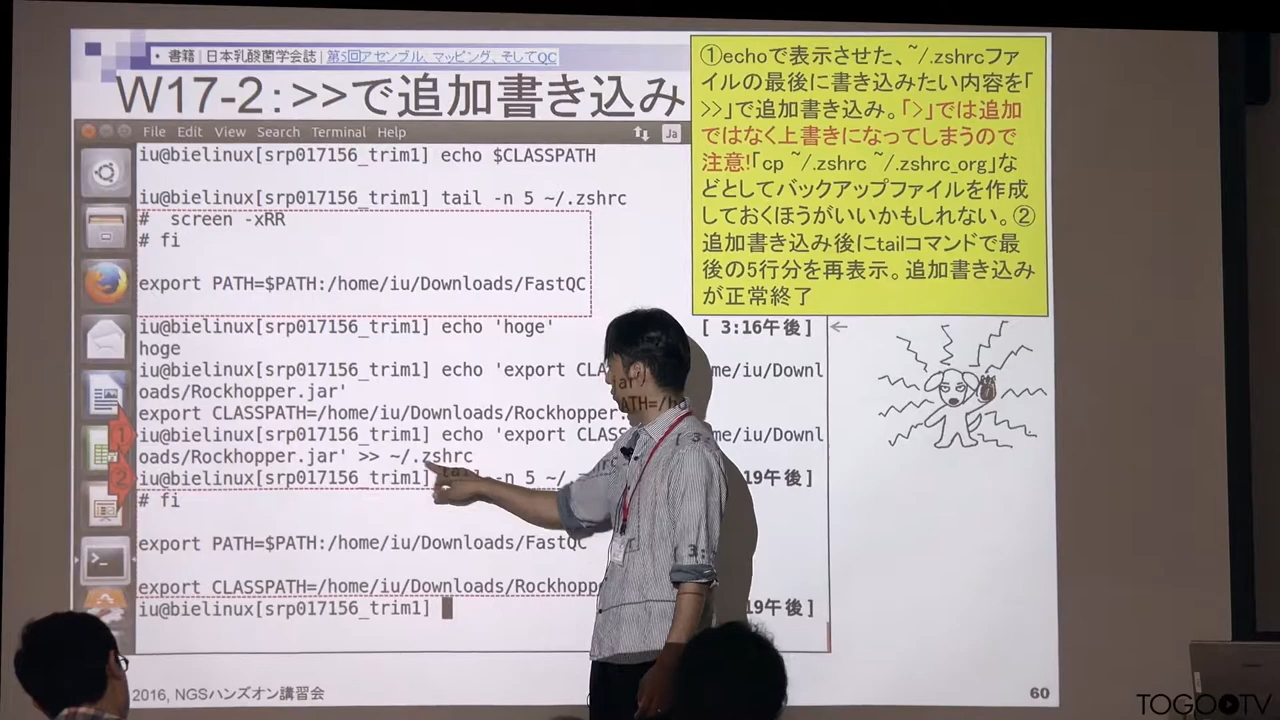 • 書籍 | 日本乳酸菌学会誌 | 第5回アセンブル、マッピング、そしてQC
W17-2：>>で追加書き込み
①echoで表示させた、~/.zshrcファ
イルの最後に書き込みたい内容を「
>>」で追加書き込み。「>」では追加
ではなく上書きになってしまうので
注意!「cp ~/.zshrc ~/.zshrc_org」な
どとしてバックアップファイルを作成
しておくほうがいいかもしれない。②
追加書き込み後にtailコマンドで最
後の5行分を再表示。追加書き込み
が正常終了
File Edit View Search Terminal Help
Ja
iu@bielinux[srp017156_trim1] echo $CLASSPATH
iu@bielinux[srp017156_trim1] tail -n 5 ~/.zshrc
#  screen -xRR
# fi
export PATH=$PATH:/home/iu/Downloads/FastQC
iu@bielinux[srp017156_trim1] echo 'hoge' [ 3:16午後]
hoge
iu@bielinux[srp017156_trim1] echo 'export CLA me/iu/Downl
oads/Rockhopper.jar'
export CLASSPATH=/home/iu/Downloads/Rockhopper.
iu@bielinux[srp017156_trim1] echo 'export CLASS me/iu/Downl
oads/Rockhopper.jar' >> ~/.zshrc
iu@bielinux[srp017156_trim1] tail -n 5 ~/. 19午後]
# fi
export PATH=$PATH:/home/iu/Downloads/FastQC
export CLASSPATH=/home/iu/Downloads/Rockhopp
iu@bielinux[srp017156_trim1] 19午後]
1
2
2016, NGSハンズオン講習会
60
TOGOTV